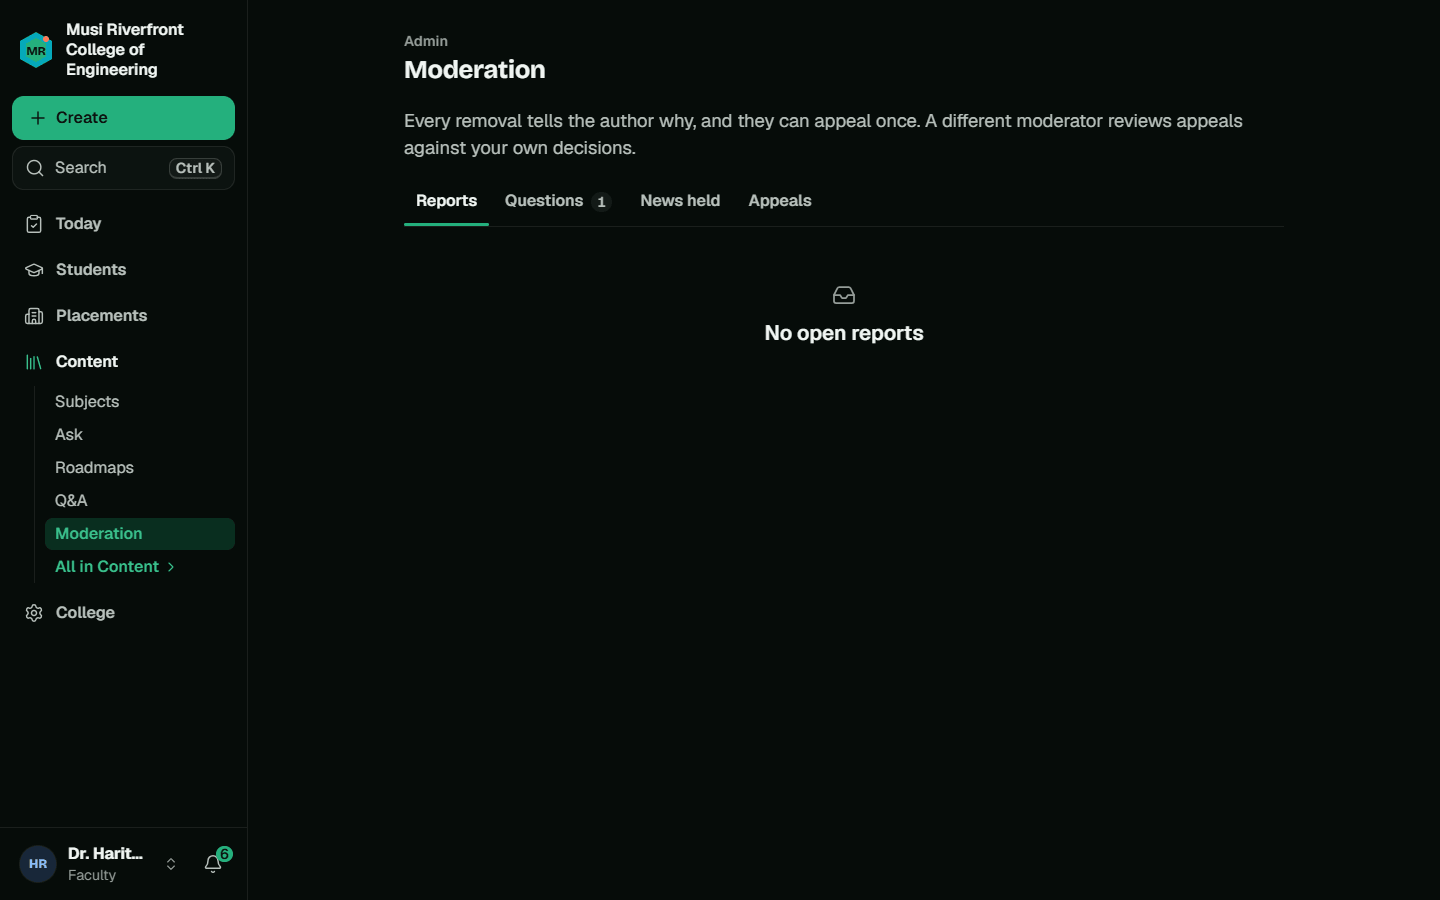 MR
Musi Riverfront
College of
Engineering
Create
Search
Ctrl K
Today
Students
Placements
Content
Subjects
Ask
Roadmaps
Q&A
Moderation
All in Content
College
HR
Dr. Harit...
Faculty
6
Admin
Moderation
Every removal tells the author why, and they can appeal once. A different moderator reviews appeals
against your own decisions.
Reports
Questions 1
News held
Appeals
No open reports